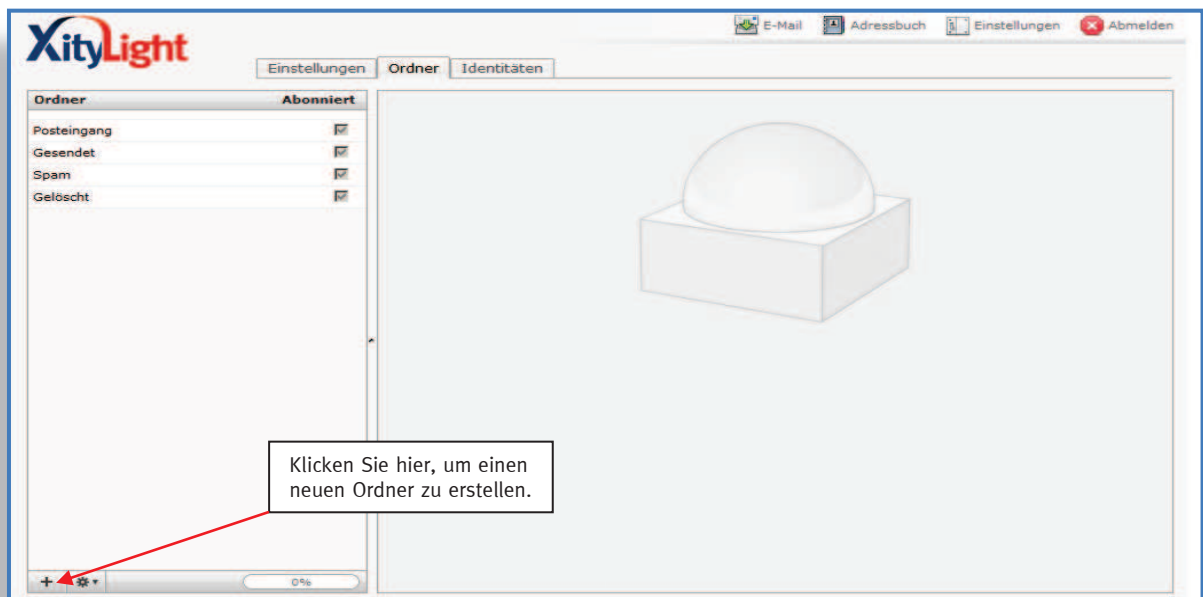 XityLight
E-Mail Adressbuch Einstellungen Abmelden
Einstellungen Ordner Identitäten
Ordner Abonniert
Posteingang
Gesendet
Spam
Gelöscht
Klicken Sie hier, um einen
neuen Ordner zu erstellen.
0%